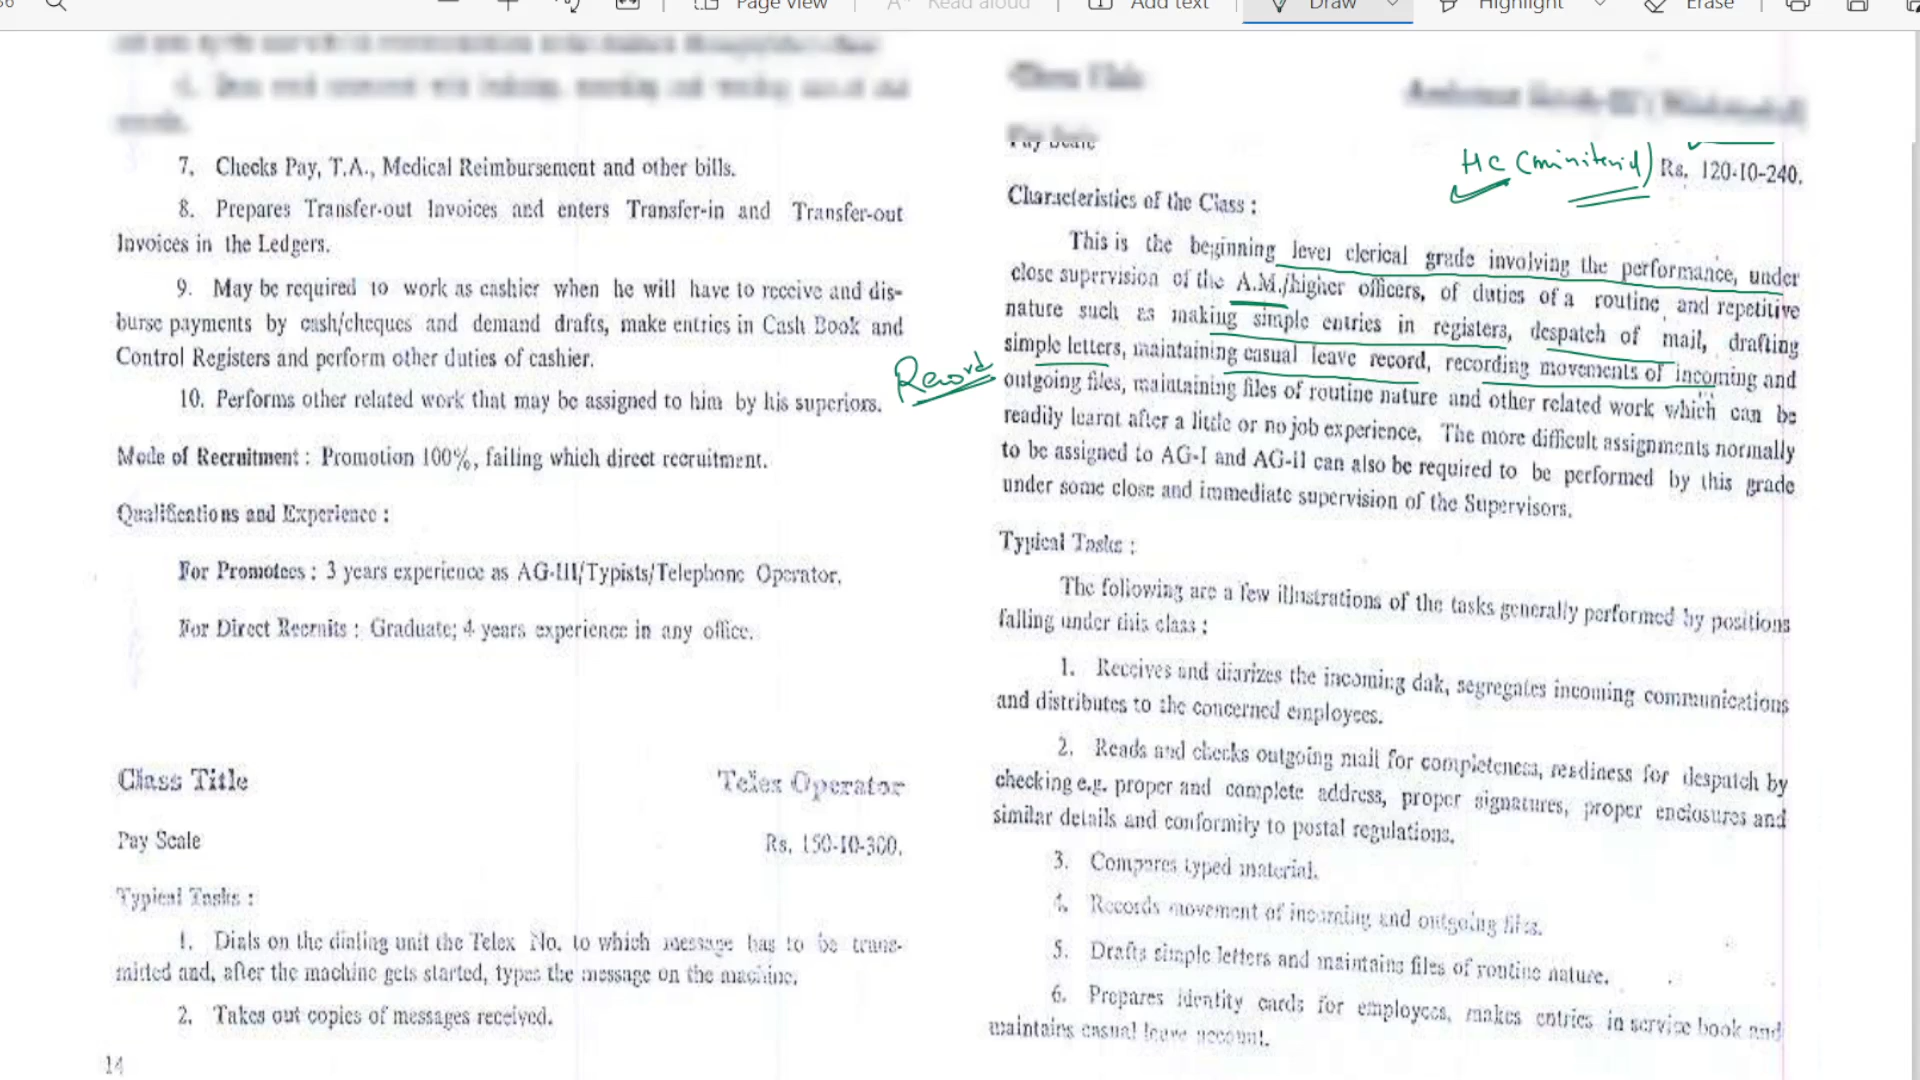 Page view
Read aloud
Add text
Draw
Highlight
Erase
7. Checks Pay, T.A., Medical Reimbursement and other bills.
8. Prepares Transfer-out Invoices and enters Transfer-in and Transfer-out
Invoices in the Ledgers.
9. May be required to work as cashier when he will have to receive and dis-
burse payments by cash/cheques and demand drafts, make entries in Cash Book and
Control Registers and perform other duties of cashier.
10. Performs other related work that may be assigned to him by his superiors.
Mode of Recruitment : Promotion 100%, failing which direct recruitment.
Qualifications and Experience :
For Promotees : 3 years experience as AG-III/Typists/Telephone Operator.
For Direct Recruits : Graduate; 4 years experience in any office.
Class Title Telex Operator
Pay Scale Rs. 150-10-300.
Typical Tasks :
1. Dials on the dialing unit the Telex No. to which message has to be trans-
mitted and, after the machine gets started, types the message on the machine.
2. Takes out copies of messages received.
14
Pay Scale
HC (ministerial) Rs. 120-10-240.
Characteristics of the Class :
This is the beginning level clerical grade involving the performance, under
close supervision of the A.M./higher officers, of duties of a routine and repetitive
nature such as making simple entries in registers, despatch of mail, drafting
simple letters, maintaining casual leave record, recording movements of incoming and
Record
outgoing files, maintaining files of routine nature and other related work which can be
readily learnt after a little or no job experience. The more difficult assignments normally
to be assigned to AG-I and AG-II can also be required to be performed by this grade
under some close and immediate supervision of the Supervisors.
Typical Tasks :
The following are a few illustrations of the tasks generally performed by positions
falling under this class :
1. Receives and diarizes the incoming dak, segregates incoming communications
and distributes to the concerned employees.
2. Reads and checks outgoing mail for completeness, readiness for despatch by
checking e.g. proper and complete address, proper signatures, proper enclosures and
similar details and conformity to postal regulations.
3. Compares typed material.
4. Records movement of incoming and outgoing files.
5. Drafts simple letters and maintains files of routine nature.
6. Prepares identity cards for employees, makes entries in service book and
maintains casual leave account.